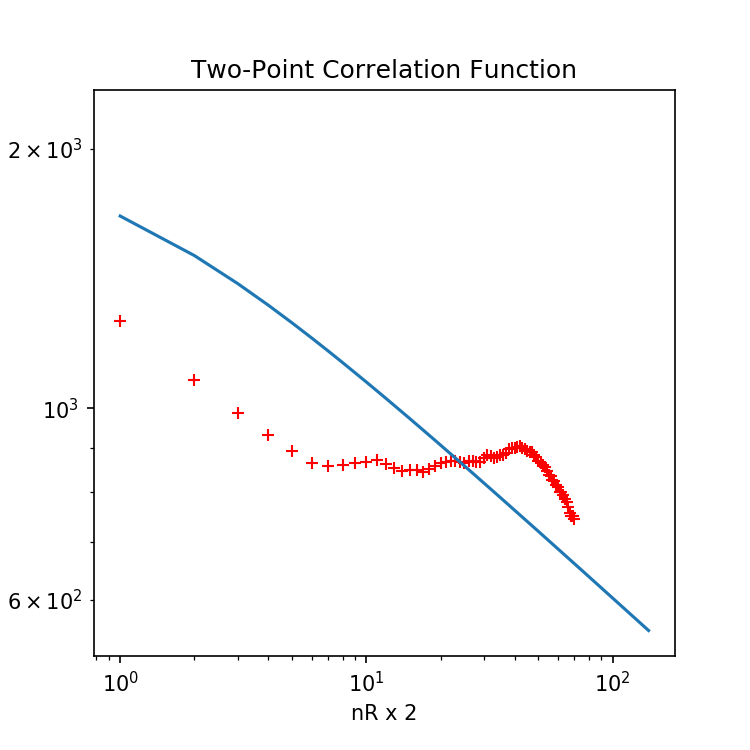 Two-Point Correlation Function
2 × 10³
10³
6 × 10²
10⁰ 10¹ 10²
nR x 2